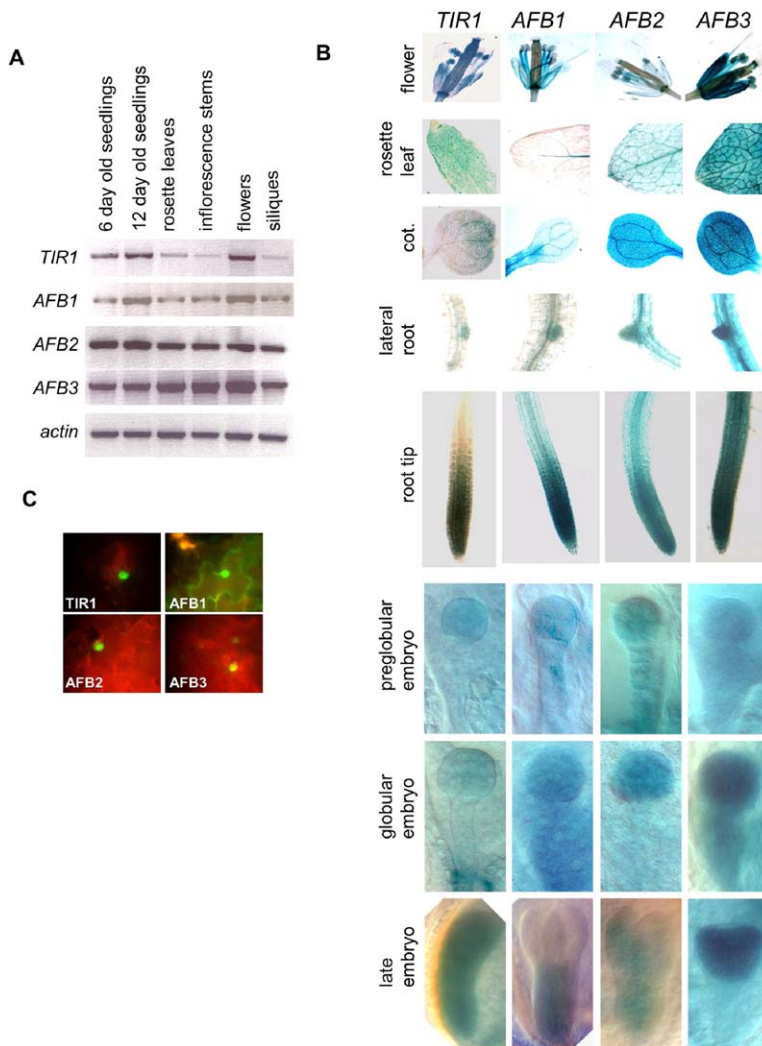 A
6 day old seedlings
12 day old seedlings
rosette leaves
inflorescence stems
flowers
siliques
TIR1
AFB1
AFB2
AFB3
actin
B
TIR1 AFB1 AFB2 AFB3
flower
rosette
leaf
cot.
lateral
root
root tip
preglobular
embryo
globular
embryo
late
embryo
C
TIR1
AFB1
AFB2
AFB3